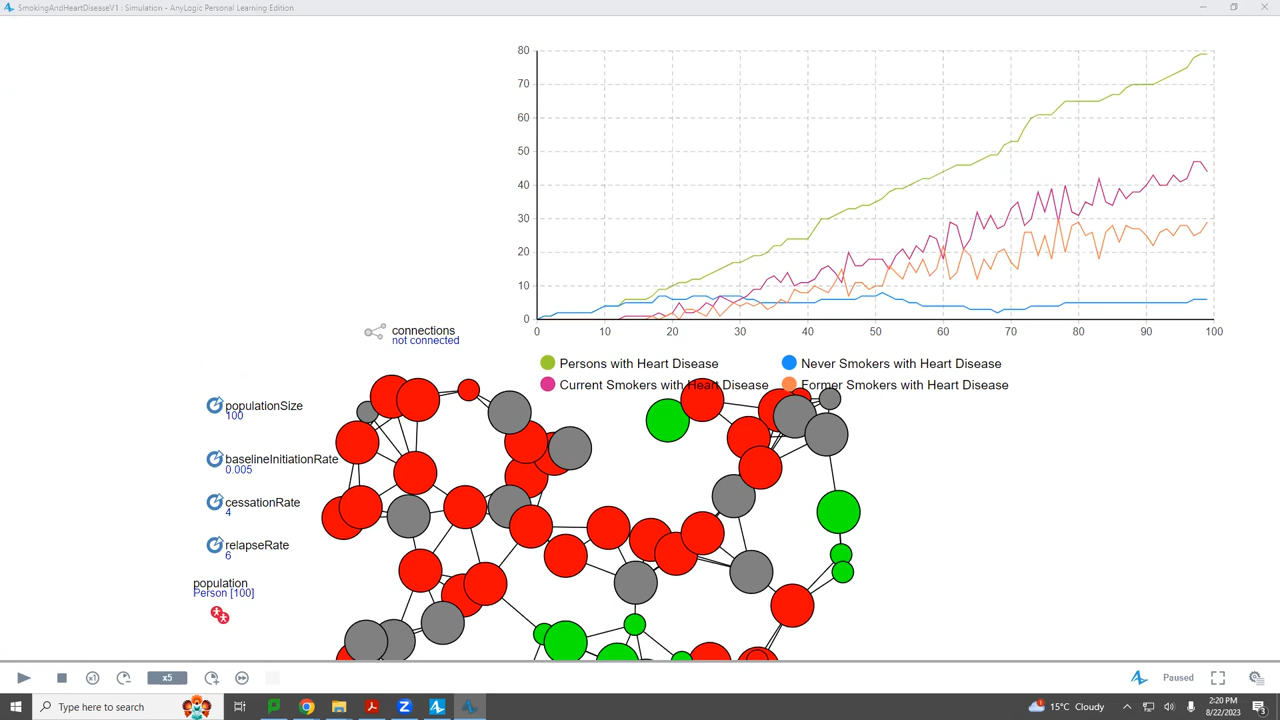 SmokingAndHeartDiseaseV1 : Simulation - AnyLogic Personal Learning Edition
80
70
60
50
40
30
20
10
0
0 10 20 30 40 50 60 70 80 90 100
Persons with Heart Disease Never Smokers with Heart Disease
Current Smokers with Heart Disease Former Smokers with Heart Disease
connections
not connected
populationSize
100
baselineInitiationRate
0.005
cessationRate
4
relapseRate
6
population
Person [100]
x1 x5 Paused
Type here to search 15°C Cloudy 2:20 PM
8/22/2023 3